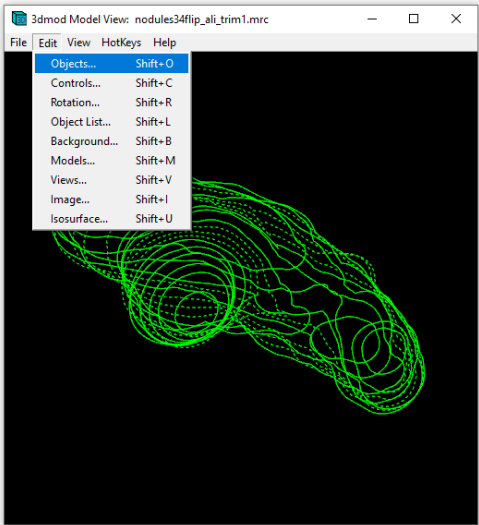 3dmod Model View: nodules34flip_ali_trim1.mrc
File Edit View HotKeys Help
Objects... Shift+O
Controls... Shift+C
Rotation... Shift+R
Object List... Shift+L
Background... Shift+B
Models... Shift+M
Views... Shift+V
Image... Shift+I
Isosurface... Shift+U